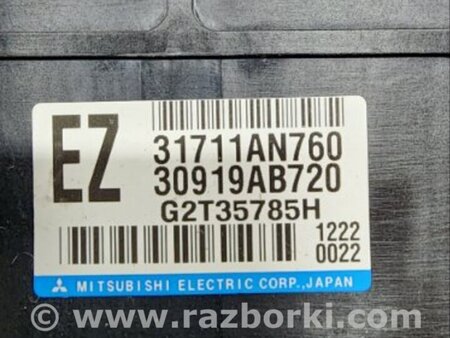 EZ 31711AN760
30919AB720
G2T35785H
1222
0022
MITSUBISHI ELECTRIC CORP., JAPAN
© www.razborki.com